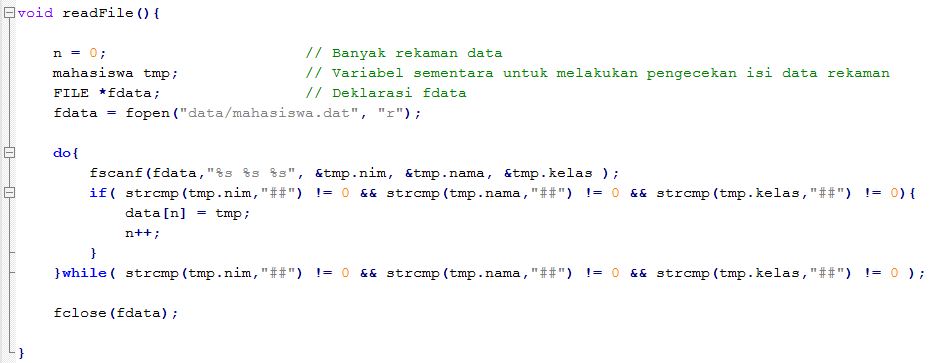 void readFile(){
n = 0; // Banyak rekaman data
mahasiswa tmp; // Variabel sementara untuk melakukan pengecekan isi data rekaman
FILE *fdata; // Deklarasi fdata
fdata = fopen("data/mahasiswa.dat", "r");
do{
fscanf(fdata,"%s %s %s", &tmp.nim, &tmp.nama, &tmp.kelas );
if( strcmp(tmp.nim,"##") != 0 && strcmp(tmp.nama,"##") != 0 && strcmp(tmp.kelas,"##") != 0){
data[n] = tmp;
n++;
}
}while( strcmp(tmp.nim,"##") != 0 && strcmp(tmp.nama,"##") != 0 && strcmp(tmp.kelas,"##") != 0 );
fclose(fdata);
}